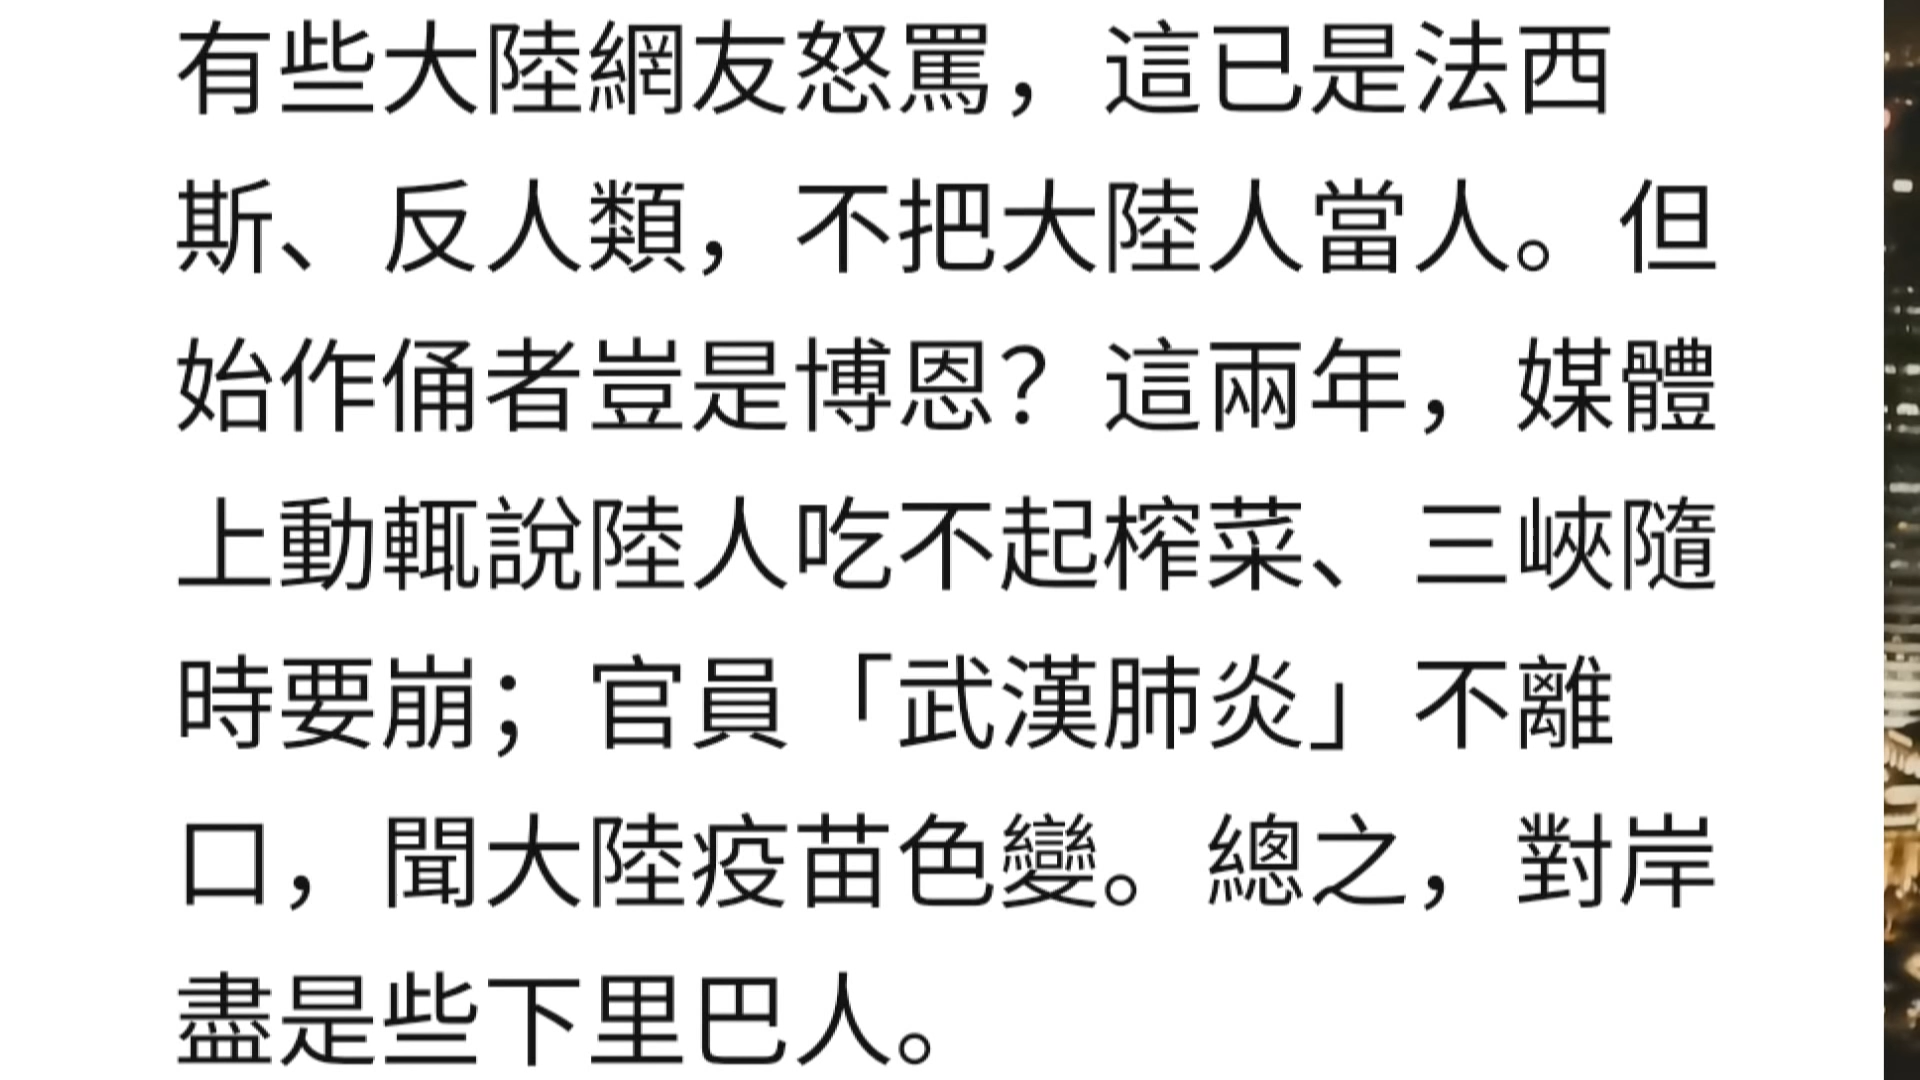 有些大陸網友怒罵，這已是法西
斯、反人類，不把大陸人當人。但
始作俑者豈是博恩？這兩年，媒體
上動輒說陸人吃不起榨菜、三峽隨
時要崩；官員「武漢肺炎」不離
口，聞大陸疫苗色變。總之，對岸
盡是些下里巴人。